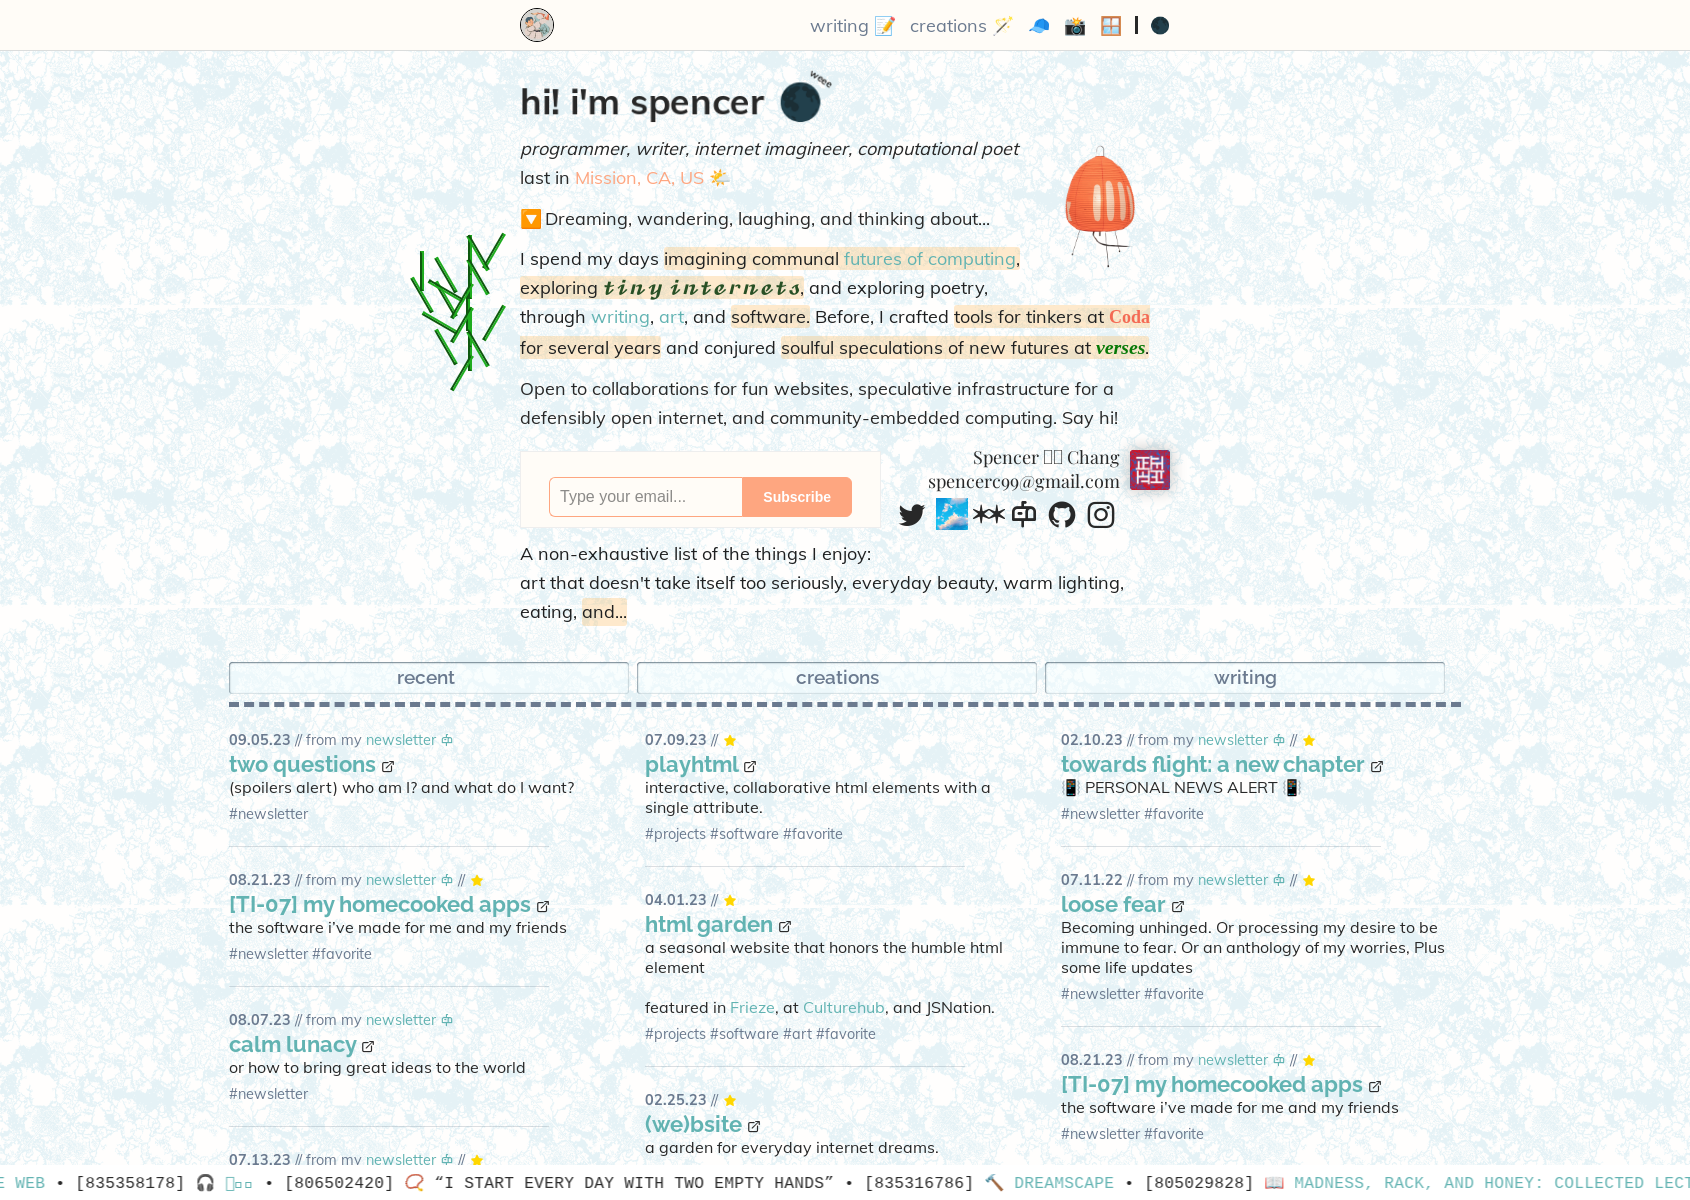 writing 📝 creations 🪄 🧢 📸 🪟 | 🌑
hi! i'm spencer
weee
programmer, writer, internet imagineer, computational poet
last in Mission, CA, US 🌤️
🔽 Dreaming, wandering, laughing, and thinking about...
I spend my days imagining communal futures of computing,
exploring tiny internets, and exploring poetry,
through writing, art, and software. Before, I crafted tools for tinkers at Coda
for several years and conjured soulful speculations of new futures at verses.
Open to collaborations for fun websites, speculative infrastructure for a
defensibly open internet, and community-embedded computing. Say hi!
Type your email...
Subscribe
Spencer Chang
spencerc99@gmail.com
A non-exhaustive list of the things I enjoy:
art that doesn't take itself too seriously, everyday beauty, warm lighting,
eating, and...
recent
creations
writing
09.05.23 // from my newsletter
two questions
(spoilers alert) who am I? and what do I want?
#newsletter
08.21.23 // from my newsletter // ⭐
[TI-07] my homecooked apps
the software i've made for me and my friends
#newsletter #favorite
08.07.23 // from my newsletter
calm lunacy
or how to bring great ideas to the world
#newsletter
07.13.23 // from my newsletter // ⭐
07.09.23 // ⭐
playhtml
interactive, collaborative html elements with a
single attribute.
#projects #software #favorite
04.01.23 // ⭐
html garden
a seasonal website that honors the humble html
element
featured in Frieze, at Culturehub, and JSNation.
#projects #software #art #favorite
02.25.23 // ⭐
(we)bsite
a garden for everyday internet dreams.
02.10.23 // from my newsletter // ⭐
towards flight: a new chapter
📳 PERSONAL NEWS ALERT 📳
#newsletter #favorite
07.11.22 // from my newsletter // ⭐
loose fear
Becoming unhinged. Or processing my desire to be
immune to fear. Or an anthology of my worries, Plus
some life updates
#newsletter #favorite
08.21.23 // from my newsletter // ⭐
[TI-07] my homecooked apps
the software i've made for me and my friends
#newsletter #favorite
E WEB • [835358178] 🎧 • [806502420] 📿 “I START EVERY DAY WITH TWO EMPTY HANDS” • [835316786] 🔨 DREAMSCAPE • [805029828] 📖 MADNESS, RACK, AND HONEY: COLLECTED LECT